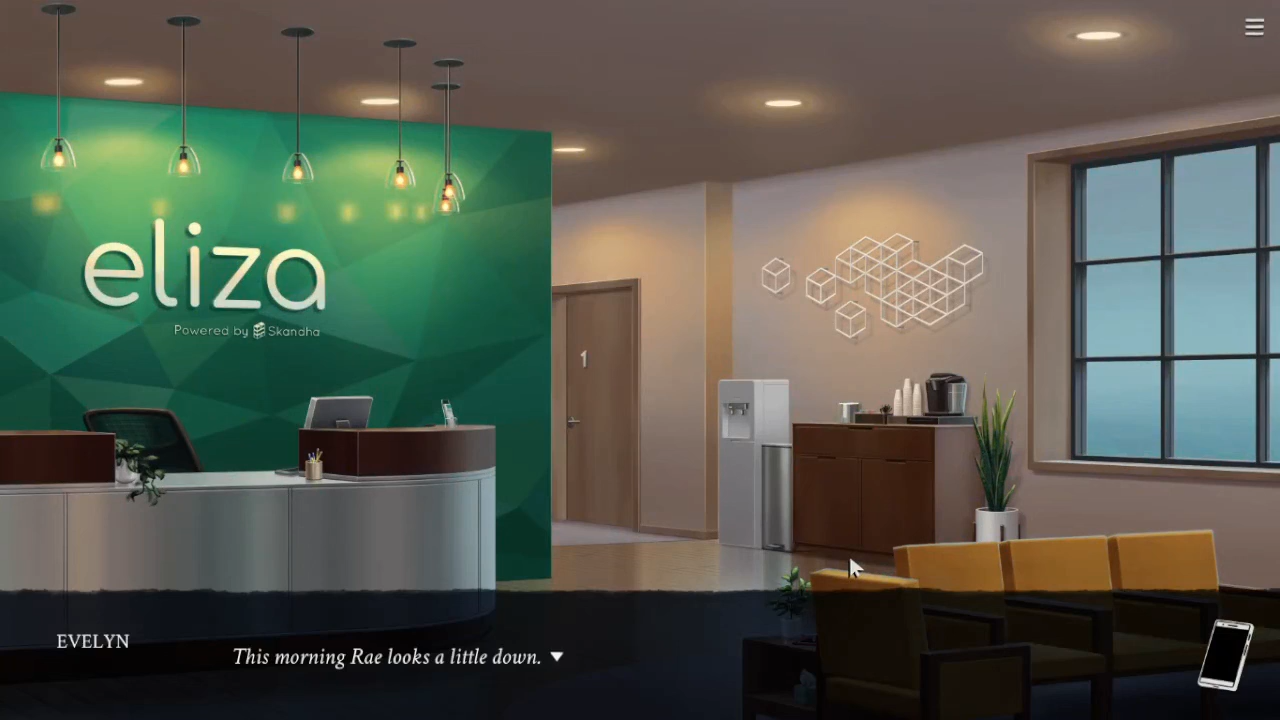 eliza
Powered by Skandha
1
EVELYN
This morning Rae looks a little down.